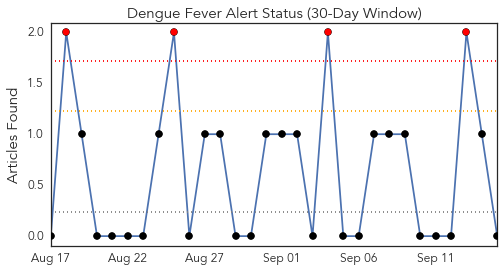 Dengue Fever Alert Status (30-Day Window)
Articles Found
2.0
1.5
1.0
0.5
0.0
Aug 17 Aug 22 Aug 27 Sep 01 Sep 06 Sep 11